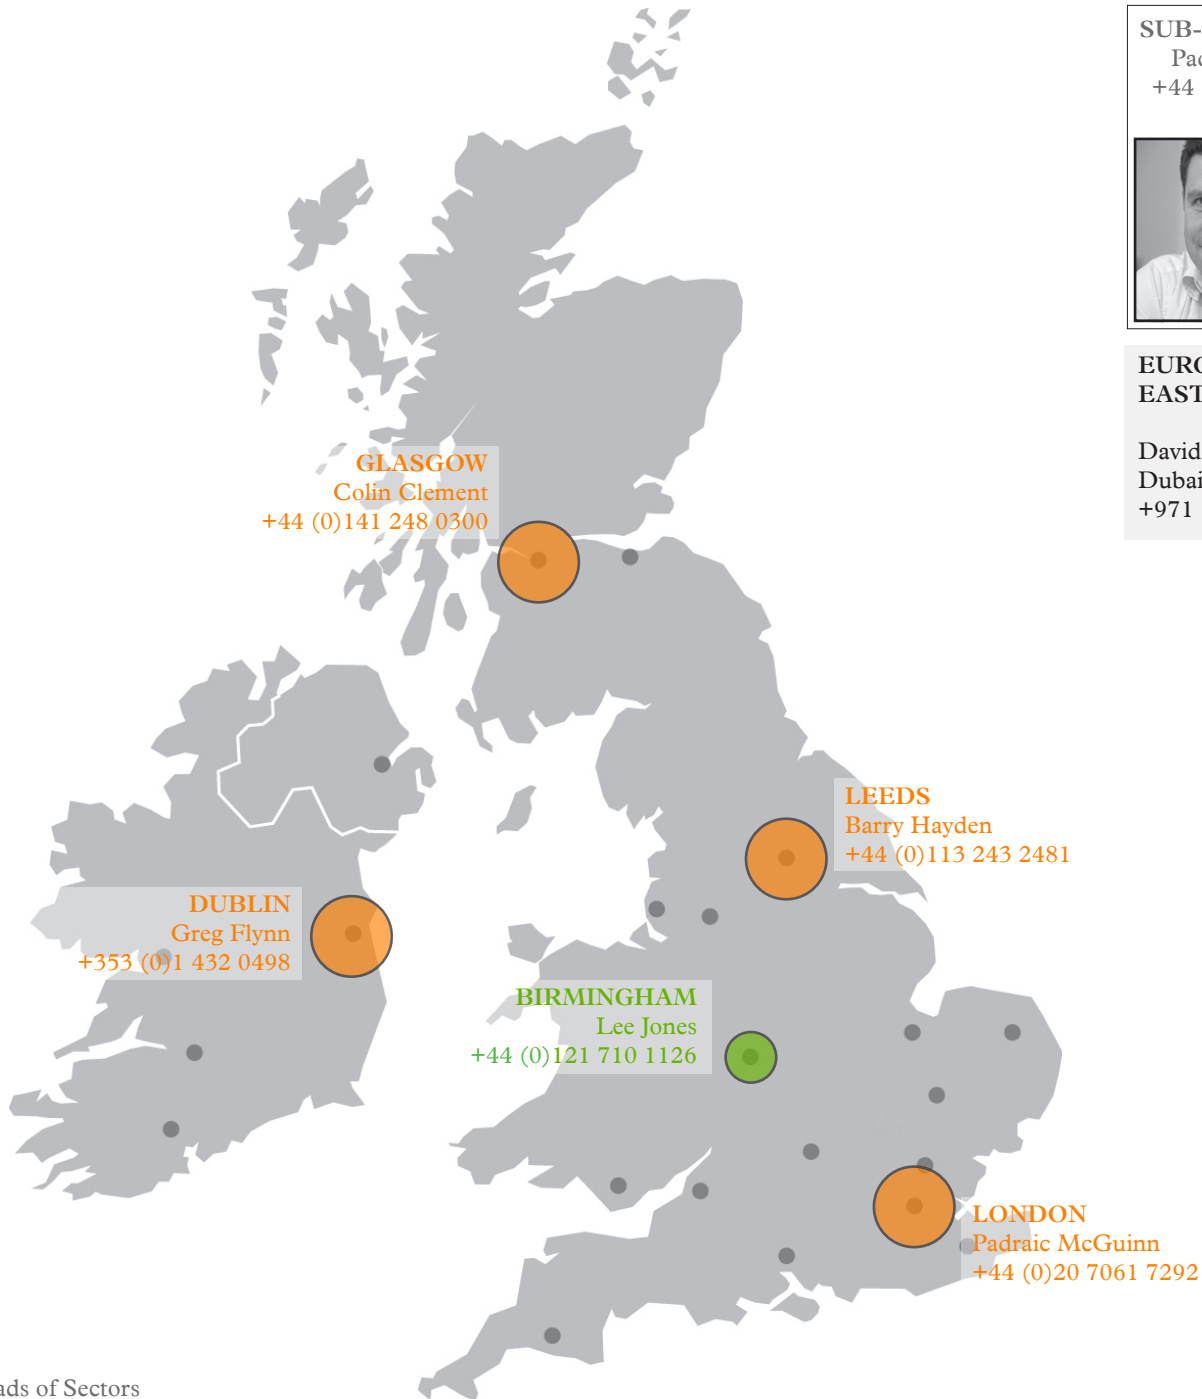 SUB-
Pac
+44
EURO
EAST
David
Dubai
+971
GLASGOW
Colin Clement
+44 (0)141 248 0300
LEEDS
Barry Hayden
+44 (0)113 243 2481
DUBLIN
Greg Flynn
+353 (0)1 432 0498
BIRMINGHAM
Lee Jones
+44 (0)121 710 1126
LONDON
Padraic McGuinn
+44 (0)20 7061 7292
ads of Sectors